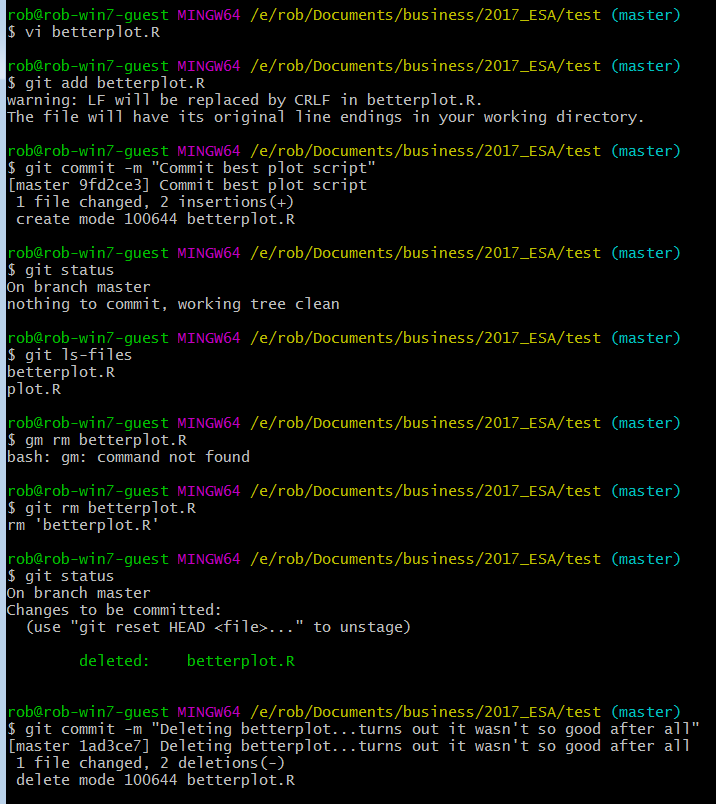 rob@rob-win7-guest MINGW64 /e/rob/Documents/business/2017_ESA/test (master)
$ vi betterplot.R

rob@rob-win7-guest MINGW64 /e/rob/Documents/business/2017_ESA/test (master)
$ git add betterplot.R
warning: LF will be replaced by CRLF in betterplot.R.
The file will have its original line endings in your working directory.

rob@rob-win7-guest MINGW64 /e/rob/Documents/business/2017_ESA/test (master)
$ git commit -m "Commit best plot script"
[master 9fd2ce3] Commit best plot script
 1 file changed, 2 insertions(+)
 create mode 100644 betterplot.R

rob@rob-win7-guest MINGW64 /e/rob/Documents/business/2017_ESA/test (master)
$ git status
On branch master
nothing to commit, working tree clean

rob@rob-win7-guest MINGW64 /e/rob/Documents/business/2017_ESA/test (master)
$ git ls-files
betterplot.R
plot.R

rob@rob-win7-guest MINGW64 /e/rob/Documents/business/2017_ESA/test (master)
$ gm rm betterplot.R
bash: gm: command not found

rob@rob-win7-guest MINGW64 /e/rob/Documents/business/2017_ESA/test (master)
$ git rm betterplot.R
rm 'betterplot.R'

rob@rob-win7-guest MINGW64 /e/rob/Documents/business/2017_ESA/test (master)
$ git status
On branch master
Changes to be committed:
  (use "git reset HEAD <file>..." to unstage)

        deleted:    betterplot.R

rob@rob-win7-guest MINGW64 /e/rob/Documents/business/2017_ESA/test (master)
$ git commit -m "Deleting betterplot...turns out it wasn't so good after all"
[master 1ad3ce7] Deleting betterplot...turns out it wasn't so good after all
 1 file changed, 2 deletions(-)
 delete mode 100644 betterplot.R